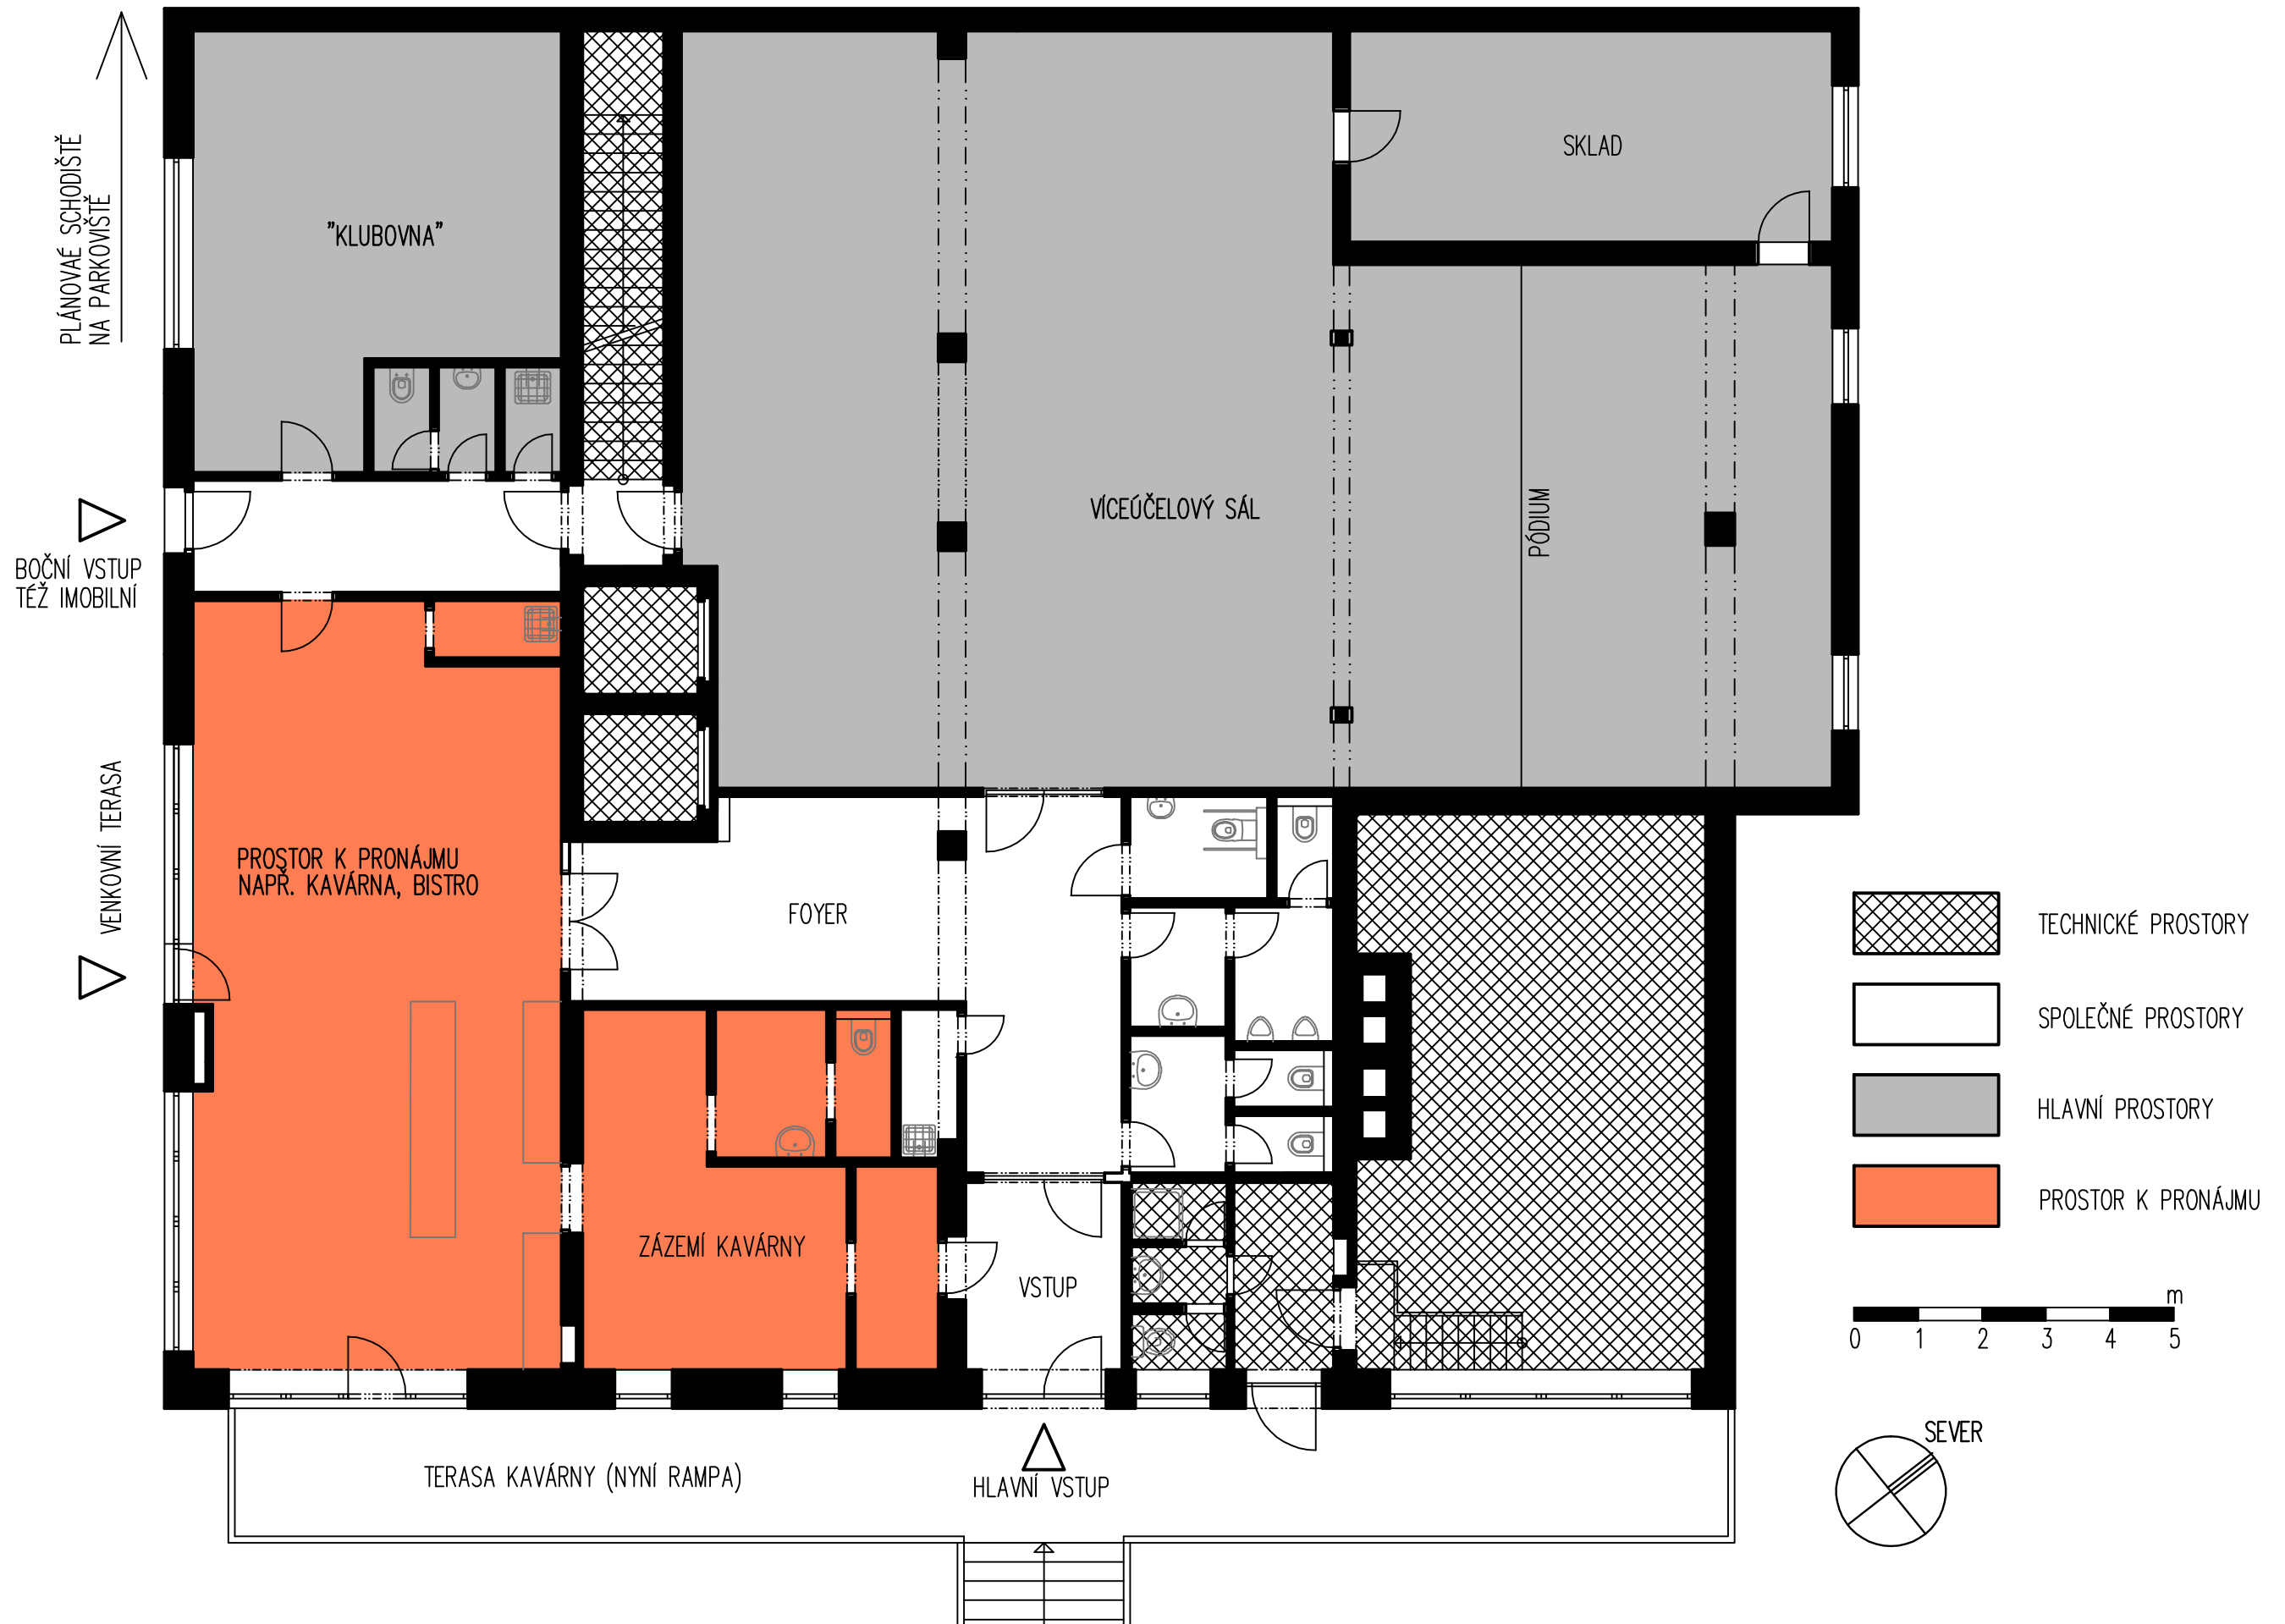 PLÁNOVAÉ SCHODIŠTĚ
NA PARKOVIŠTĚ
"KLUBOVNA"
SKLAD
BOČNÍ VSTUP
TÉŽ IMOBILNÍ
VÍCEÚČELOVÝ SÁL
PÓDIUM
VENKOVNÍ TERASA
PROSTOR K PRONÁJMU
NAPŘ. KAVÁRNA, BISTRO
FOYER
ZÁZEMÍ KAVÁRNY
VSTUP
TERASA KAVÁRNY (NYNÍ RAMPA)
HLAVNÍ VSTUP
TECHNICKÉ PROSTORY
SPOLEČNÉ PROSTORY
HLAVNÍ PROSTORY
PROSTOR K PRONÁJMU
m
0 1 2 3 4 5
SEVER